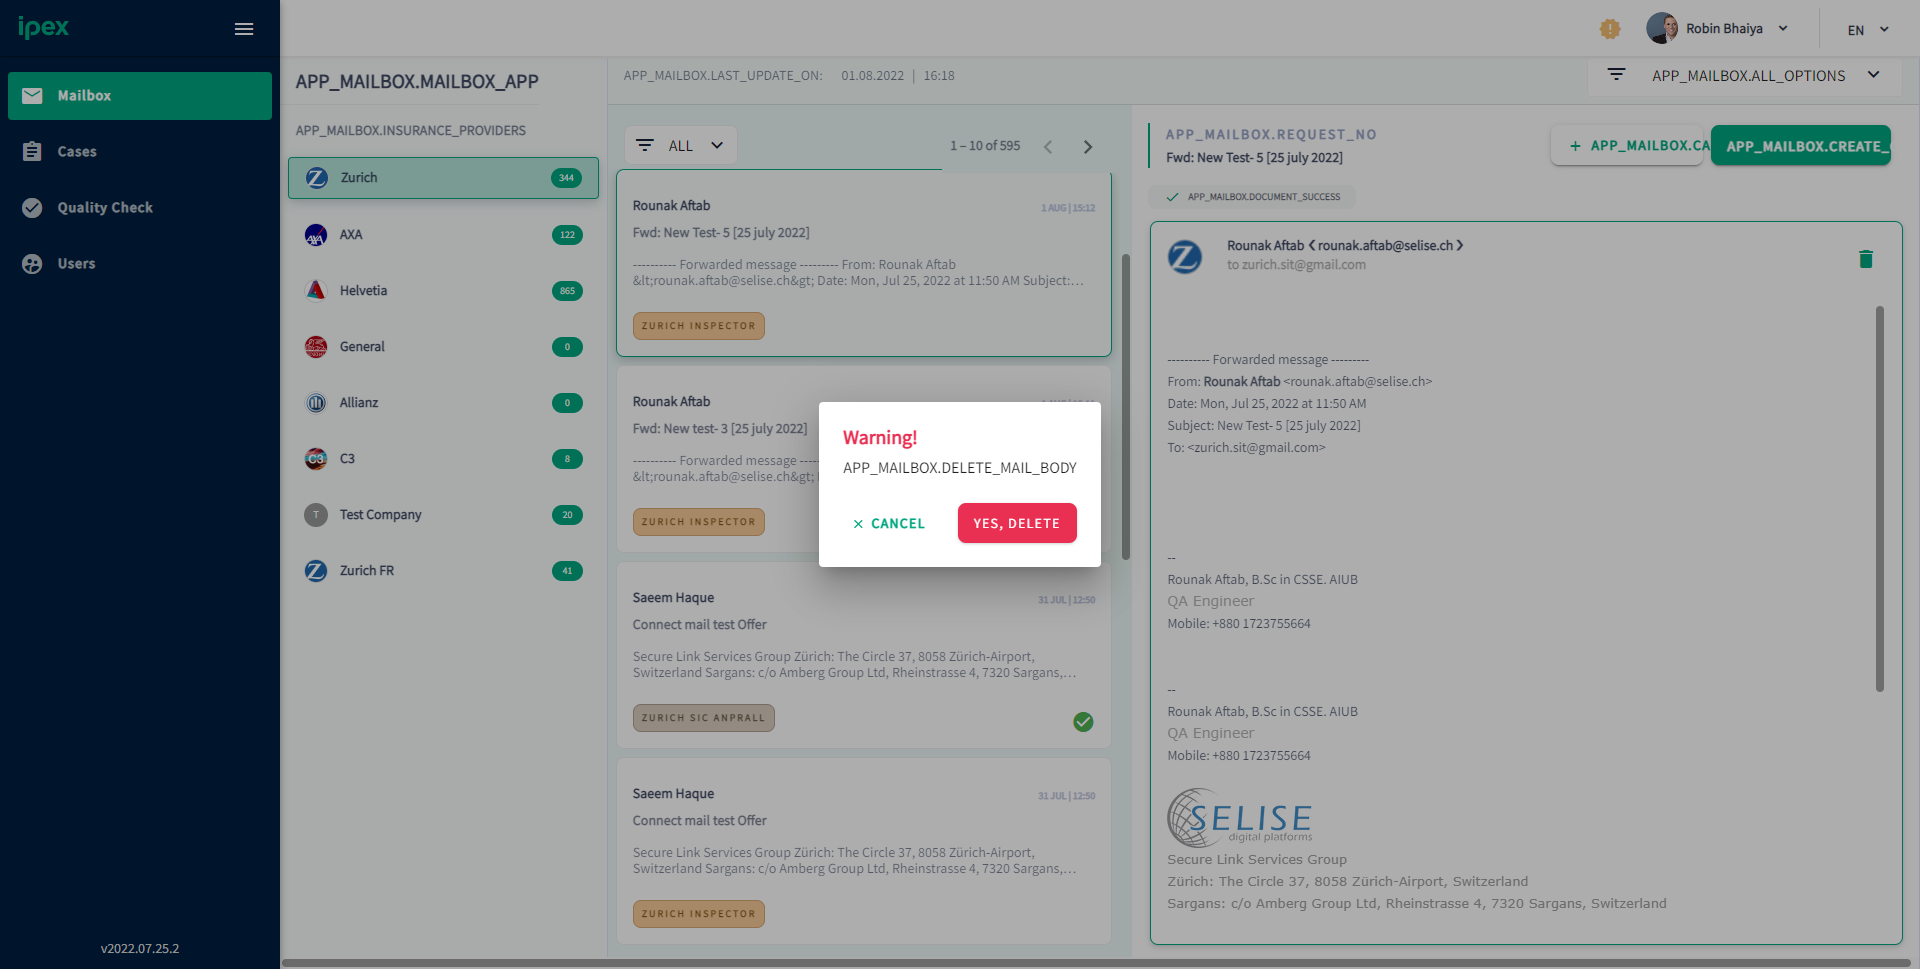 ipex
Mailbox
Cases
Quality Check
Users
v2022.07.25.2
Robin Bhaiya
EN
APP_MAILBOX.MAILBOX_APP
APP_MAILBOX.LAST_UPDATE_ON: 01.08.2022 | 16:18
APP_MAILBOX.ALL_OPTIONS
APP_MAILBOX.INSURANCE_PROVIDERS
Zurich 344
AXA 122
Helvetia 865
General 0
Allianz 0
C3 8
T Test Company 20
Zurich FR 41
ALL
1 – 10 of 595
Rounak Aftab
1 AUG | 15:12
Fwd: New Test- 5 [25 july 2022]
---------- Forwarded message --------- From: Rounak Aftab
&lt;rounak.aftab@selise.ch&gt; Date: Mon, Jul 25, 2022 at 11:50 AM Subject:…
ZURICH INSPECTOR
Rounak Aftab
Fwd: New test- 3 [25 july 2022]
---------- Forwarded message
&lt;rounak.aftab@selise.ch&gt;
ZURICH INSPECTOR
Saeem Haque
31 JUL | 12:50
Connect mail test Offer
Secure Link Services Group Zürich: The Circle 37, 8058 Zürich-Airport,
Switzerland Sargans: c/o Amberg Group Ltd, Rheinstrasse 4, 7320 Sargans,…
ZURICH SIC ANPRALL
Saeem Haque
31 JUL | 12:50
Connect mail test Offer
Secure Link Services Group Zürich: The Circle 37, 8058 Zürich-Airport,
Switzerland Sargans: c/o Amberg Group Ltd, Rheinstrasse 4, 7320 Sargans,…
ZURICH INSPECTOR
Warning!
APP_MAILBOX.DELETE_MAIL_BODY
CANCEL
YES, DELETE
APP_MAILBOX.REQUEST_NO
Fwd: New Test- 5 [25 july 2022]
+ APP_MAILBOX.CA
APP_MAILBOX.CREATE_
APP_MAILBOX.DOCUMENT_SUCCESS
Rounak Aftab < rounak.aftab@selise.ch >
to zurich.sit@gmail.com
---------- Forwarded message ---------
From: Rounak Aftab <rounak.aftab@selise.ch>
Date: Mon, Jul 25, 2022 at 11:50 AM
Subject: New Test- 5 [25 july 2022]
To: <zurich.sit@gmail.com>
--
Rounak Aftab, B.Sc in CSSE. AIUB
QA Engineer
Mobile: +880 1723755664
--
Rounak Aftab, B.Sc in CSSE. AIUB
QA Engineer
Mobile: +880 1723755664
SELISE
digital platforms
Secure Link Services Group
Zürich: The Circle 37, 8058 Zürich-Airport, Switzerland
Sargans: c/o Amberg Group Ltd, Rheinstrasse 4, 7320 Sargans, Switzerland